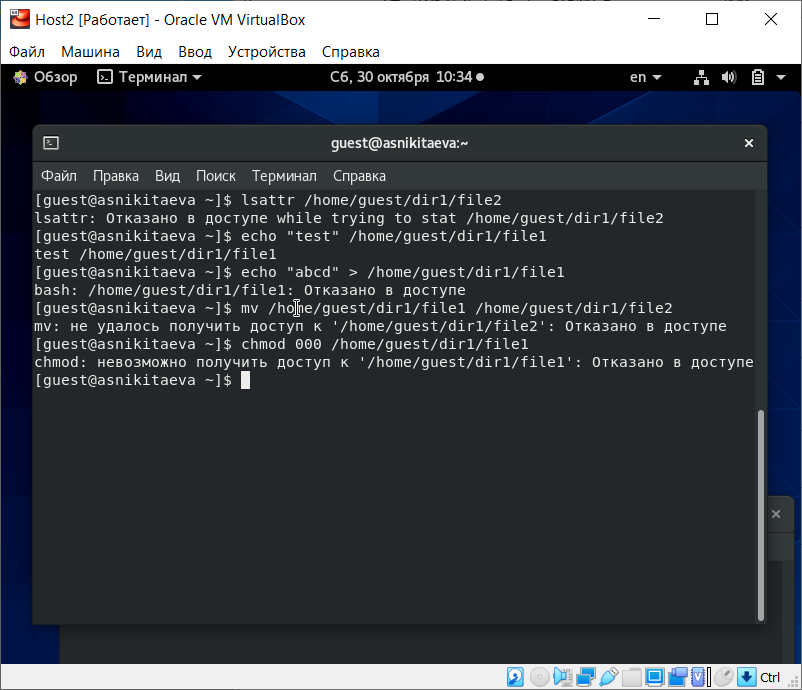 Host2 [Работает] - Oracle VM VirtualBox
Файл Машина Вид Ввод Устройства Справка
Обзор Терминал Сб, 30 октября 10:34 en
guest@asnikitaeva:~
Файл Правка Вид Поиск Терминал Справка
[guest@asnikitaeva ~]$ lsattr /home/guest/dir1/file2
lsattr: Отказано в доступе while trying to stat /home/guest/dir1/file2
[guest@asnikitaeva ~]$ echo "test" /home/guest/dir1/file1
test /home/guest/dir1/file1
[guest@asnikitaeva ~]$ echo "abcd" > /home/guest/dir1/file1
bash: /home/guest/dir1/file1: Отказано в доступе
[guest@asnikitaeva ~]$ mv /home/guest/dir1/file1 /home/guest/dir1/file2
mv: не удалось получить доступ к '/home/guest/dir1/file2': Отказано в доступе
[guest@asnikitaeva ~]$ chmod 000 /home/guest/dir1/file1
chmod: невозможно получить доступ к '/home/guest/dir1/file1': Отказано в доступе
[guest@asnikitaeva ~]$
Ctrl